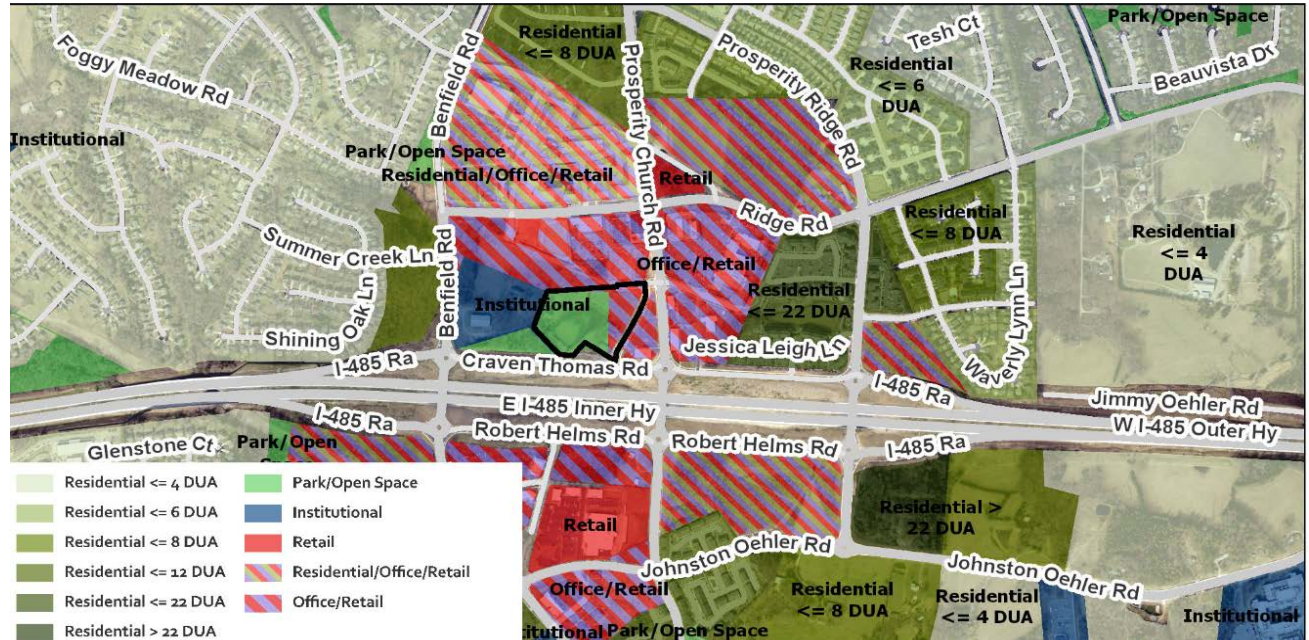 Foggy Meadow Rd
Benfield Rd
Residential
<= 8 DUA
Prosperity Church Rd
Prosperity Ridge Rd
Tesh Ct
Park/Open Space
Beauvista Dr
Residential
<= 6
DUA
Institutional
Benfield Rd
Park/Open Space
Residential/Office/Retail
Retail
Ridge Rd
Residential
<= 8 DUA
Residential
<= 4
DUA
Summer Creek Ln
Benfield Rd
Office/Retail
Institutional
Residential
<= 22 DUA
Waverly Lynn Ln
Shining Oak Ln
Jessica Leigh Ln
I-485 Ra
Craven Thomas Rd
I-485 Ra
Jimmy Oehler Rd
E I-485 Inner Hy
W I-485 Outer Hy
I-485 Ra
Robert Helms Rd
Robert Helms Rd
I-485 Ra
Glenstone Ct
Park/Open
Residential >
22 DUA
Retail
Johnston Oehler Rd
Johnston Oehler Rd
Office/Retail
Residential
<= 8 DUA
Residential
<= 4 DUA
Institutional
Park/Open Space
Residential <= 4 DUA
Residential <= 6 DUA
Residential <= 8 DUA
Residential <= 12 DUA
Residential <= 22 DUA
Residential > 22 DUA
Park/Open Space
Institutional
Retail
Residential/Office/Retail
Office/Retail